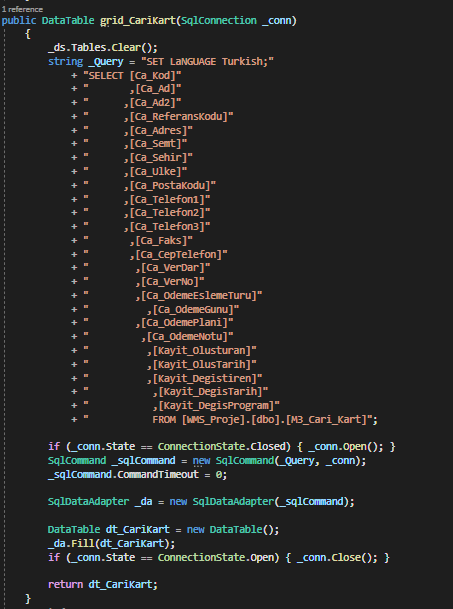 1 reference
public DataTable grid_CariKart(SqlConnection _conn)
{
_ds.Tables.Clear();
string _Query = "SET LaNGUAGE Turkish;"
+ "SELECT [Ca_Kod]"
+ "      ,[Ca_Ad]"
+ "      ,[Ca_Ad2]"
+ "      ,[Ca_ReferansKodu]"
+ "      ,[Ca_Adres]"
+ "      ,[Ca_Semt]"
+ "      ,[Ca_Sehir]"
+ "      ,[Ca_Ulke]"
+ "      ,[Ca_PostaKodu]"
+ "      ,[Ca_Telefon1]"
+ "      ,[Ca_Telefon2]"
+ "      ,[Ca_Telefon3]"
+ "       ,[Ca_Faks]"
+ "       ,[Ca_CepTelefon]"
+ "        ,[Ca_VerDar]"
+ "        ,[Ca_VerNo]"
+ "        ,[Ca_OdemeEslemeTuru]"
+ "          ,[Ca_OdemeGunu]"
+ "        ,[Ca_OdemePlani]"
+ "         ,[Ca_OdemeNotu]"
+ "          ,[Kayit_Olusturan]"
+ "          ,[Kayit_OlusTarih]"
+ "          ,[Kayit_Degistiren]"
+ "           ,[Kayit_DegisTarih]"
+ "           ,[Kayit_DegisProgram]"
+ "           FROM [WMS_Proje].[dbo].[M3_Cari_Kart]";
if (_conn.State == ConnectionState.Closed) { _conn.Open(); }
SqlCommand _sqlCommand = new SqlCommand(_Query, _conn);
_sqlCommand.CommandTimeout = 0;
SqlDataAdapter _da = new SqlDataAdapter(_sqlCommand);
DataTable dt_CariKart = new DataTable();
_da.Fill(dt_CariKart);
if (_conn.State == ConnectionState.Open) { _conn.Close(); }
return dt_CariKart;
}